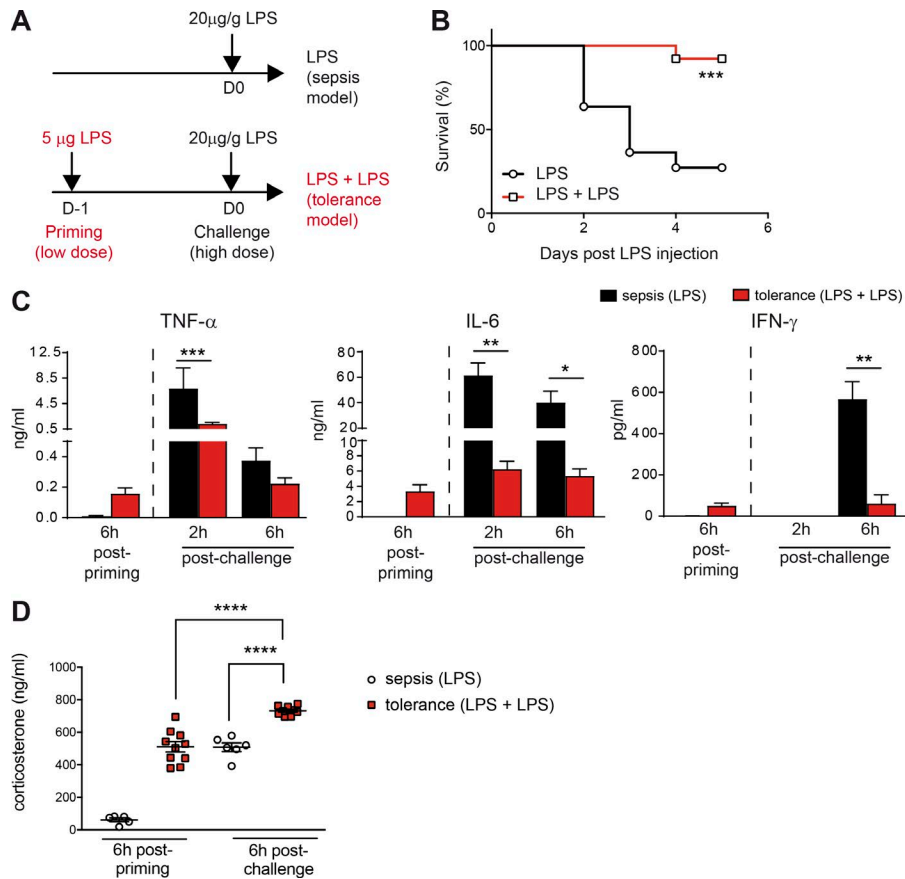 A
20µg/g LPS
LPS
(sepsis
model)
D0
5 µg LPS
20µg/g LPS
LPS + LPS
(tolerance
model)
D-1
D0
Priming
(low dose)
Challenge
(high dose)
B
Survival (%)
100
50
0
***
LPS
LPS + LPS
0 2 4 6
Days post LPS injection
C
sepsis (LPS)
tolerance (LPS + LPS)
TNF-α
ng/ml
12.5
8.5
4.5
0.5
0.4
0.2
0.0
***
6h 2h 6h
post-
priming
post-challenge
IL-6
ng/ml
80
60
40
20
8
6
4
2
0
**
*
6h 2h 6h
post-
priming
post-challenge
IFN-γ
pg/ml
800
600
400
200
0
**
6h 2h 6h
post-
priming
post-challenge
D
corticosterone (ng/ml)
1000
800
600
400
200
0
****
****
sepsis (LPS)
tolerance (LPS + LPS)
6h post-
priming
6h post-
challenge